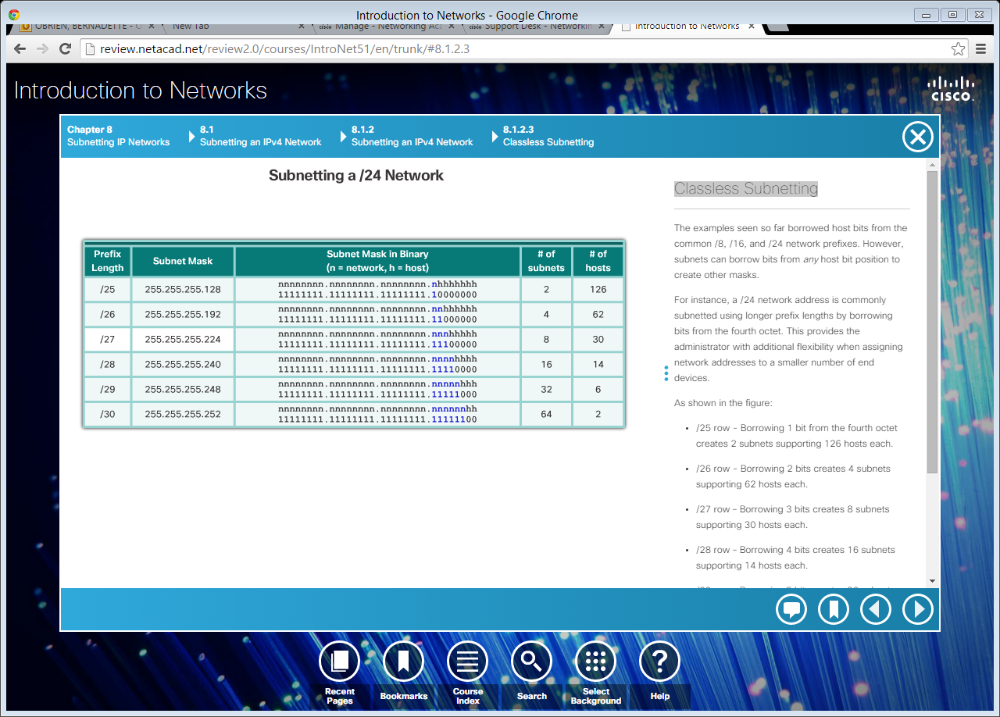 Introduction to Networks - Google Chrome
OBRIEN, BERNADETTE - New Tab Manage - Networking Aca Support Desk - Networkin Introduction to Networks
review.netacad.net/review2.0/courses/IntroNet51/en/trunk/#8.1.2.3
Introduction to Networks
CISCO.
Chapter 8 8.1 8.1.2 8.1.2.3
Subnetting IP Networks Subnetting an IPv4 Network Subnetting an IPv4 Network Classless Subnetting
Subnetting a /24 Network
Prefix Length Subnet Mask Subnet Mask in Binary (n = network, h = host) # of subnets # of hosts
/25 255.255.255.128 nnnnnnnn.nnnnnnnn.nnnnnnnn.nhhhhhhh 2 126
11111111.11111111.11111111.10000000
/26 255.255.255.192 nnnnnnnn.nnnnnnnn.nnnnnnnn.nnhhhhhh 4 62
11111111.11111111.11111111.11000000
/27 255.255.255.224 nnnnnnnn.nnnnnnnn.nnnnnnnn.nnnhhhhh 8 30
11111111.11111111.11111111.11100000
/28 255.255.255.240 nnnnnnnn.nnnnnnnn.nnnnnnnn.nnnnhhhh 16 14
11111111.11111111.11111111.11110000
/29 255.255.255.248 nnnnnnnn.nnnnnnnn.nnnnnnnn.nnnnnhhh 32 6
11111111.11111111.11111111.11111000
/30 255.255.255.252 nnnnnnnn.nnnnnnnn.nnnnnnnn.nnnnnnhh 64 2
11111111.11111111.11111111.11111100
Classless Subnetting
The examples seen so far borrowed host bits from the
common /8, /16, and /24 network prefixes. However,
subnets can borrow bits from any host bit position to
create other masks.
For instance, a /24 network address is commonly
subnetted using longer prefix lengths by borrowing
bits from the fourth octet. This provides the
administrator with additional flexibility when assigning
network addresses to a smaller number of end
devices.
As shown in the figure:
• /25 row - Borrowing 1 bit from the fourth octet
creates 2 subnets supporting 126 hosts each.
• /26 row - Borrowing 2 bits creates 4 subnets
supporting 62 hosts each.
• /27 row - Borrowing 3 bits creates 8 subnets
supporting 30 hosts each.
• /28 row - Borrowing 4 bits creates 16 subnets
supporting 14 hosts each.
Recent Pages
Bookmarks
Course Index
Search
Select Background
Help